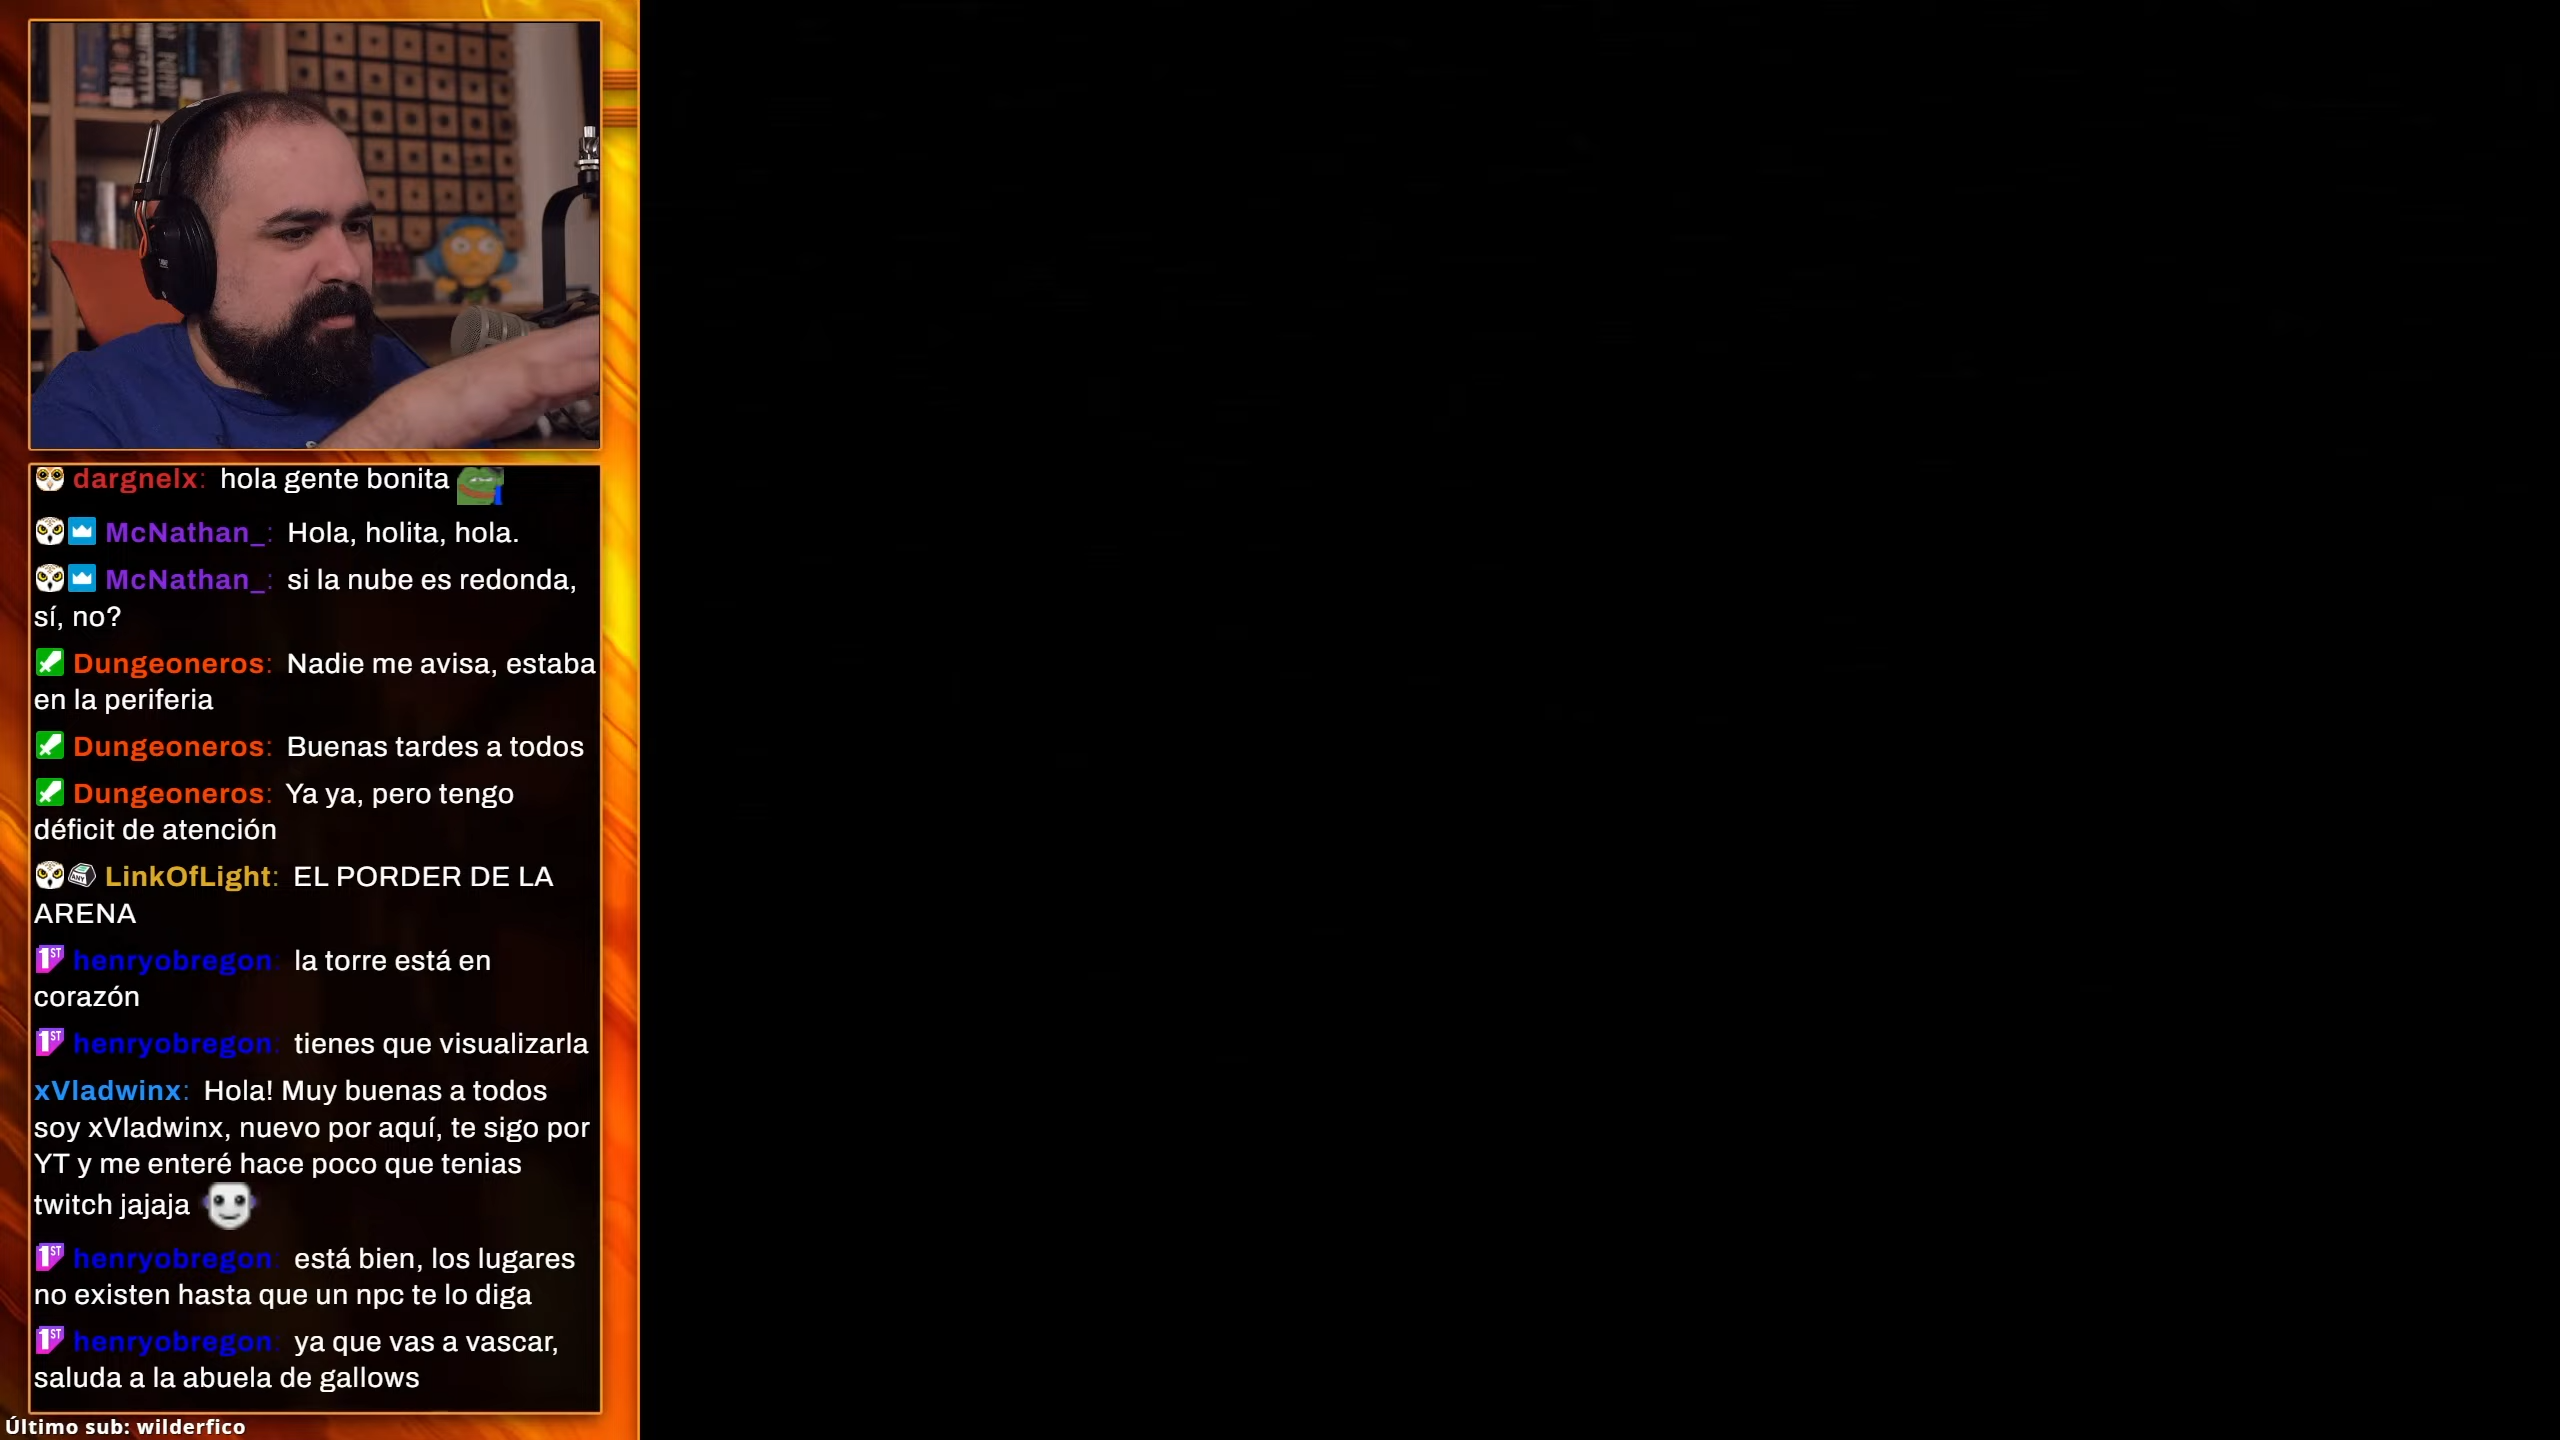 dargnelx: hola gente bonita
McNathan_: Hola, holita, hola.
McNathan_: si la nube es redonda,
sí, no?
Dungeoneros: Nadie me avisa, estaba
en la periferia
Dungeoneros: Buenas tardes a todos
Dungeoneros: Ya ya, pero tengo
déficit de atención
LinkOfLight: EL PORDER DE LA
ARENA
1ST henryobregon: la torre está en
corazón
1ST henryobregon: tienes que visualizarla
xVladwinx: Hola! Muy buenas a todos
soy xVladwinx, nuevo por aquí, te sigo por
YT y me enteré hace poco que tenias
twitch jajaja
1ST henryobregon: está bien, los lugares
no existen hasta que un npc te lo diga
1ST henryobregon: ya que vas a vascar,
saluda a la abuela de gallows
Último sub: wilderfico